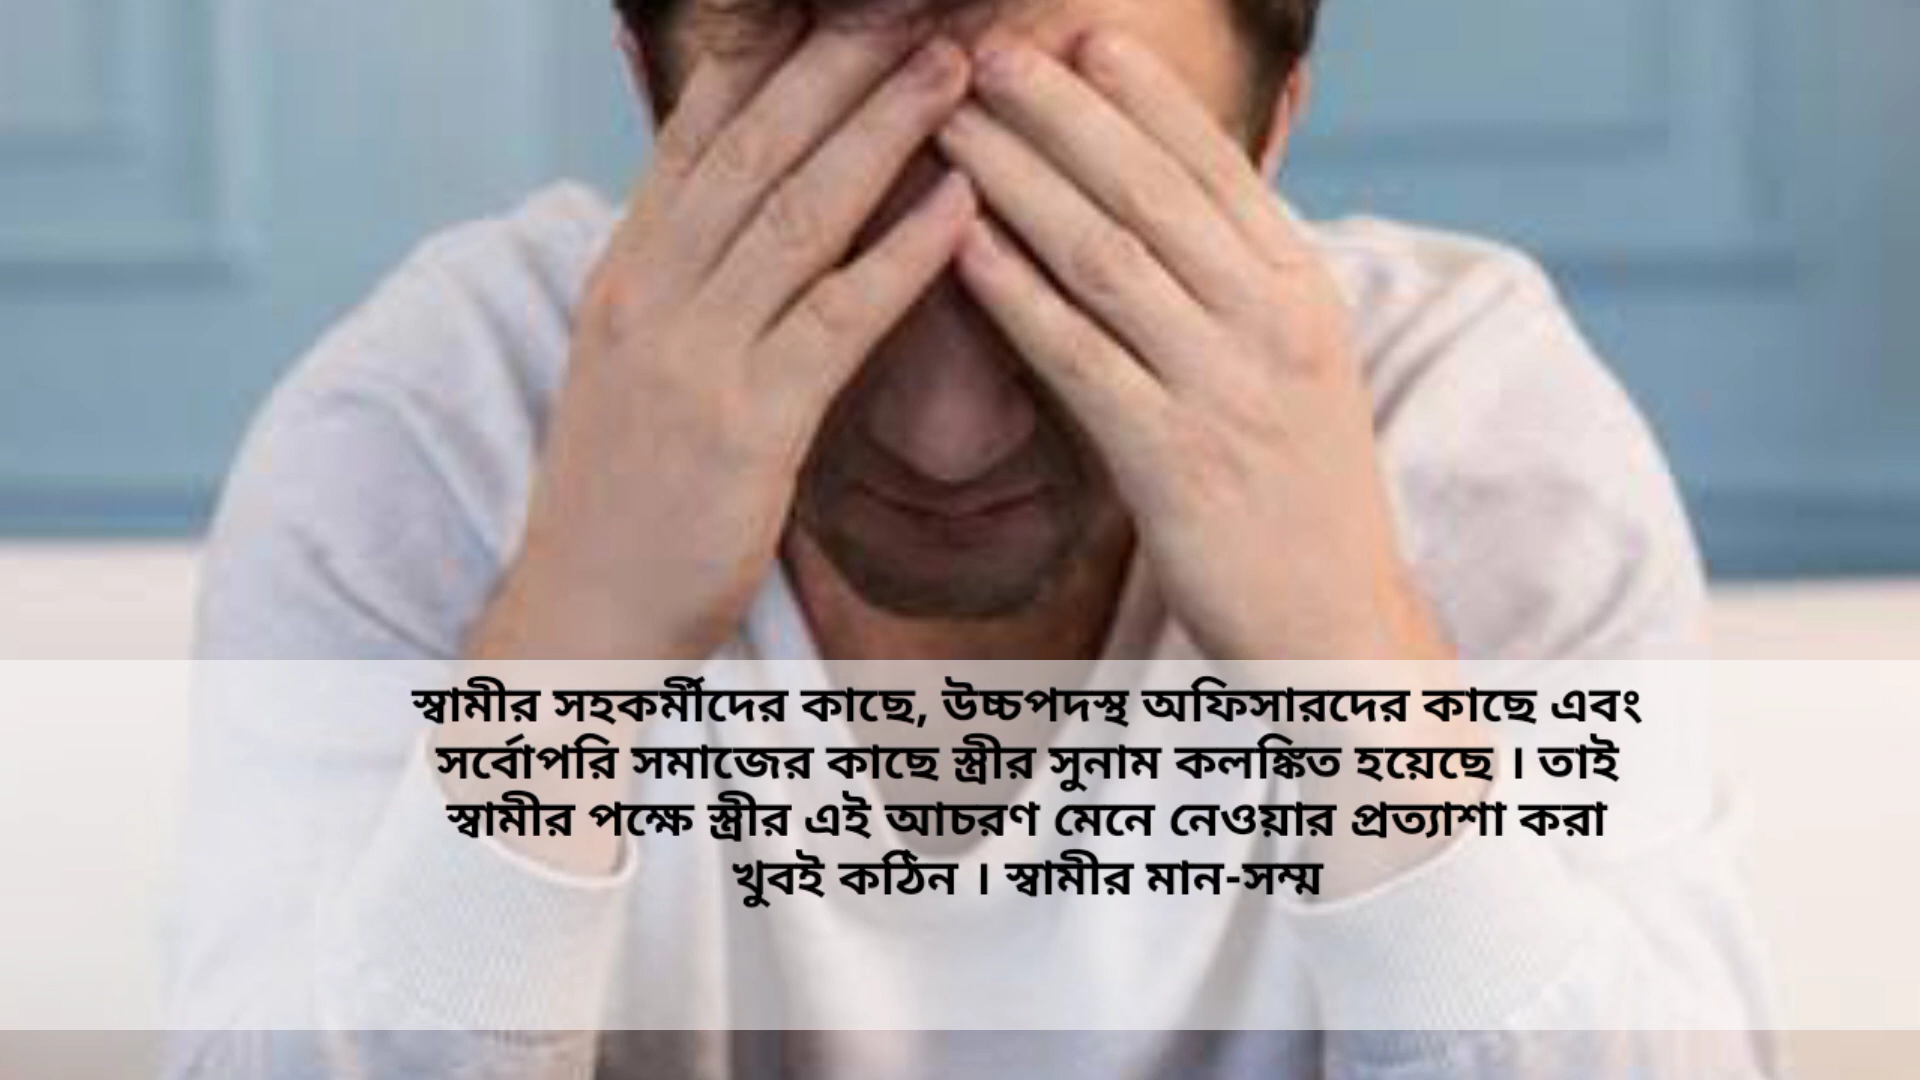 স্বামীর সহকর্মীদের কাছে, উচ্চপদস্থ অফিসারদের কাছে এবং
সর্বোপরি সমাজের কাছে স্ত্রীর সুনাম কলঙ্কিত হয়েছে । তাই
স্বামীর পক্ষে স্ত্রীর এই আচরণ মেনে নেওয়ার প্রত্যাশা করা
খুবই কঠিন । স্বামীর মান-সম্ম